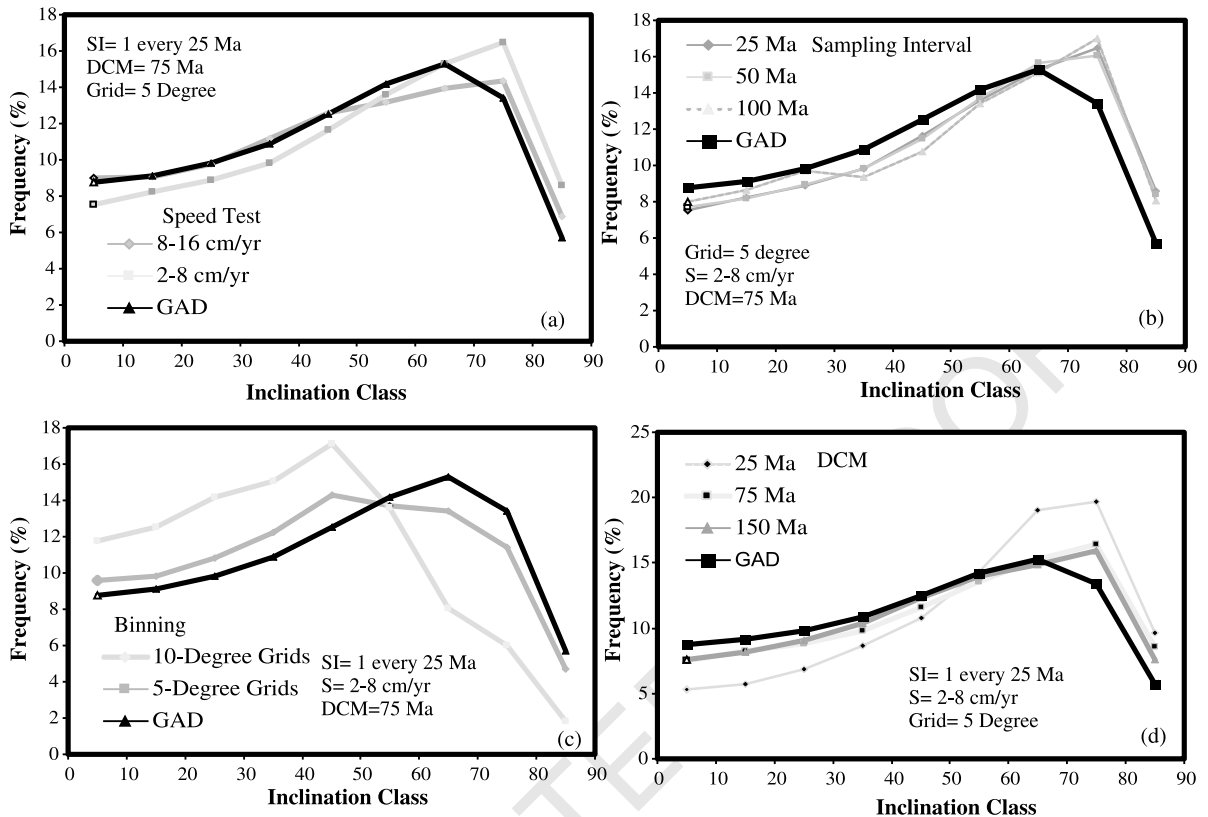 18
16
14
12
10
8
6
4
2
0
Frequency (%)
SI= 1 every 25 Ma
DCM= 75 Ma
Grid= 5 Degree
Speed Test
8-16 cm/yr
2-8 cm/yr
GAD
(a)
0 10 20 30 40 50 60 70 80 90
Inclination Class
18
16
14
12
10
8
6
4
2
0
Frequency (%)
25 Ma
Sampling Interval
50 Ma
100 Ma
GAD
Grid= 5 degree
S= 2-8 cm/yr
DCM=75 Ma
(b)
0 10 20 30 40 50 60 70 80 90
Inclination Class
18
16
14
12
10
8
6
4
2
0
Frequency (%)
Binning
10-Degree Grids
5-Degree Grids
GAD
SI= 1 every 25 Ma
S= 2-8 cm/yr
DCM=75 Ma
(c)
0 10 20 30 40 50 60 70 80 90
Inclination Class
25
20
15
10
5
0
Frequency (%)
25 Ma
DCM
75 Ma
150 Ma
GAD
SI= 1 every 25 Ma
S= 2-8 cm/yr
Grid= 5 Degree
(d)
0 10 20 30 40 50 60 70 80 90
Inclination Class